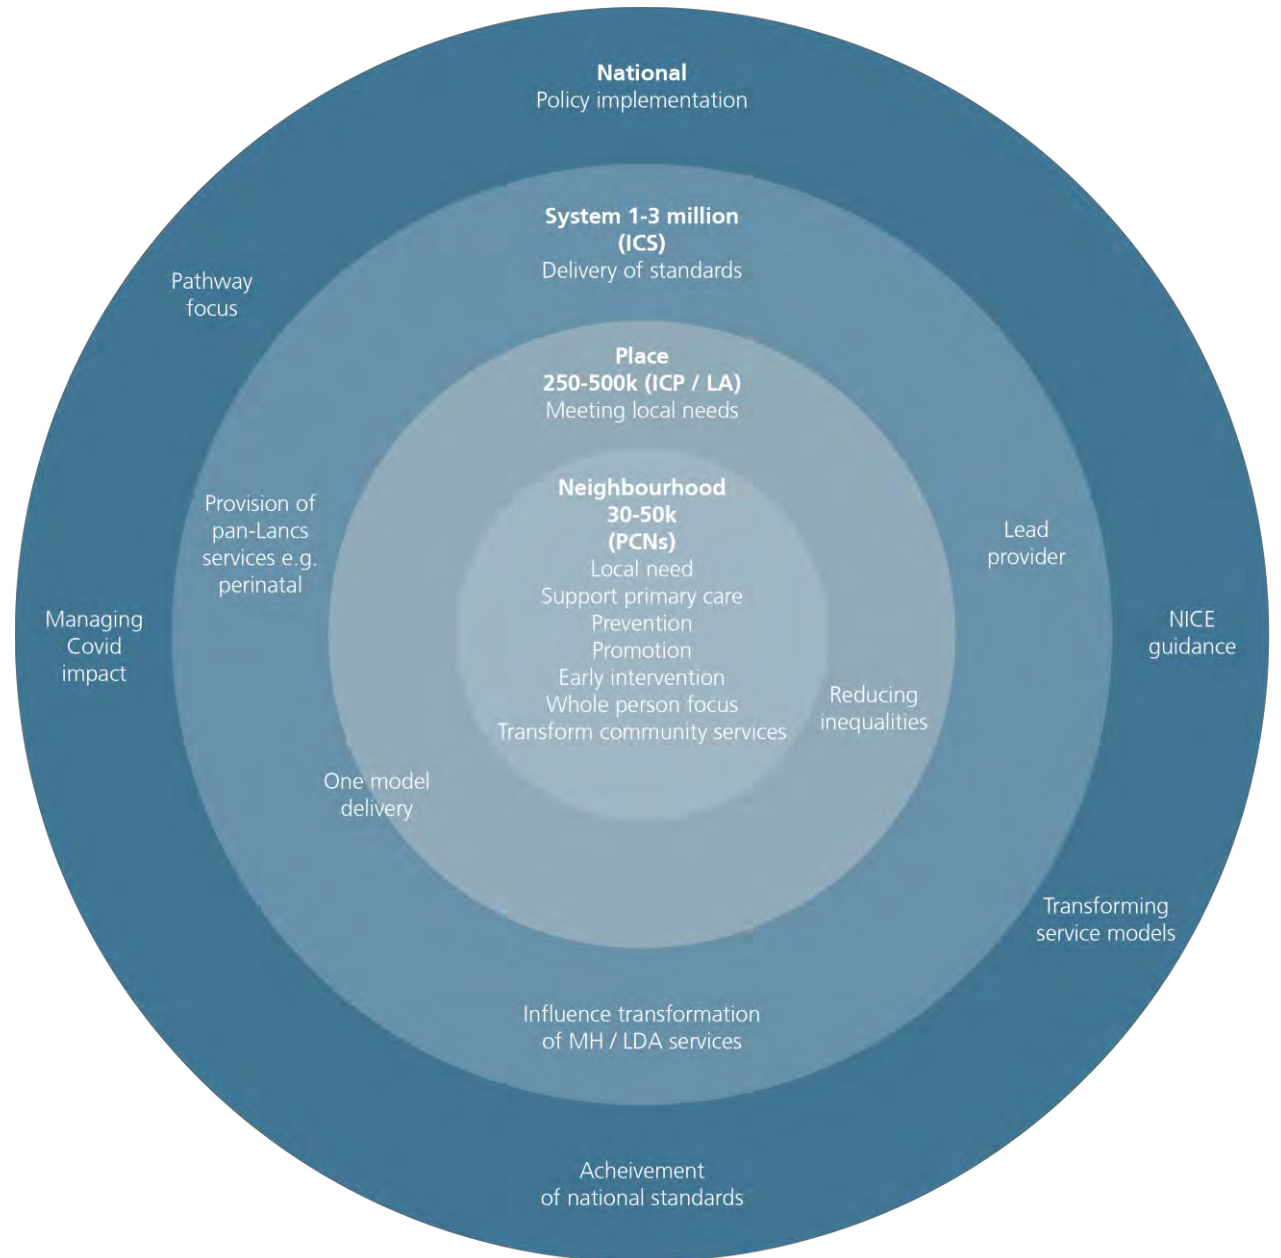 National
Policy implementation
System 1-3 million
(ICS)
Delivery of standards
Pathway
focus
Place
250-500k (ICP / LA)
Meeting local needs
Neighbourhood
30-50k
(PCNs)
Local need
Support primary care
Prevention
Promotion
Early intervention
Whole person focus
Transform community services
Provision of
pan-Lancs
services e.g.
perinatal
Lead
provider
Managing
Covid
impact
NICE
guidance
Reducing
inequalities
One model
delivery
Transforming
service models
Influence transformation
of MH / LDA services
Acheivement
of national standards